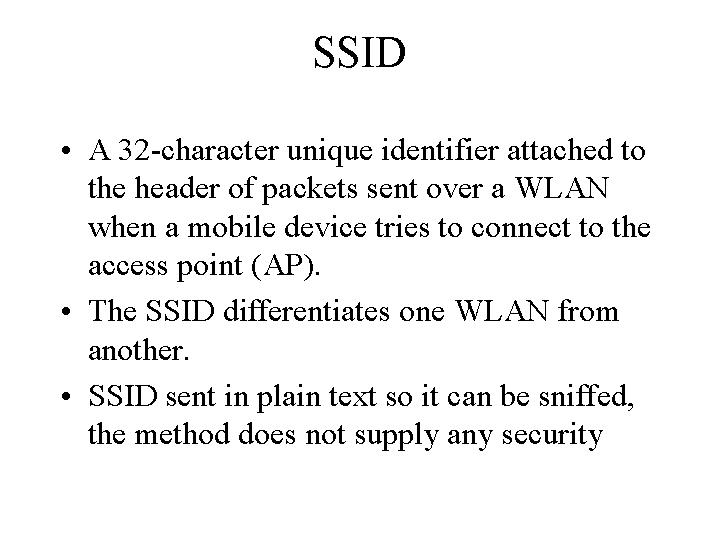 SSID
• A 32-character unique identifier attached to
the header of packets sent over a WLAN
when a mobile device tries to connect to the
access point (AP).
• The SSID differentiates one WLAN from
another.
• SSID sent in plain text so it can be sniffed,
the method does not supply any security